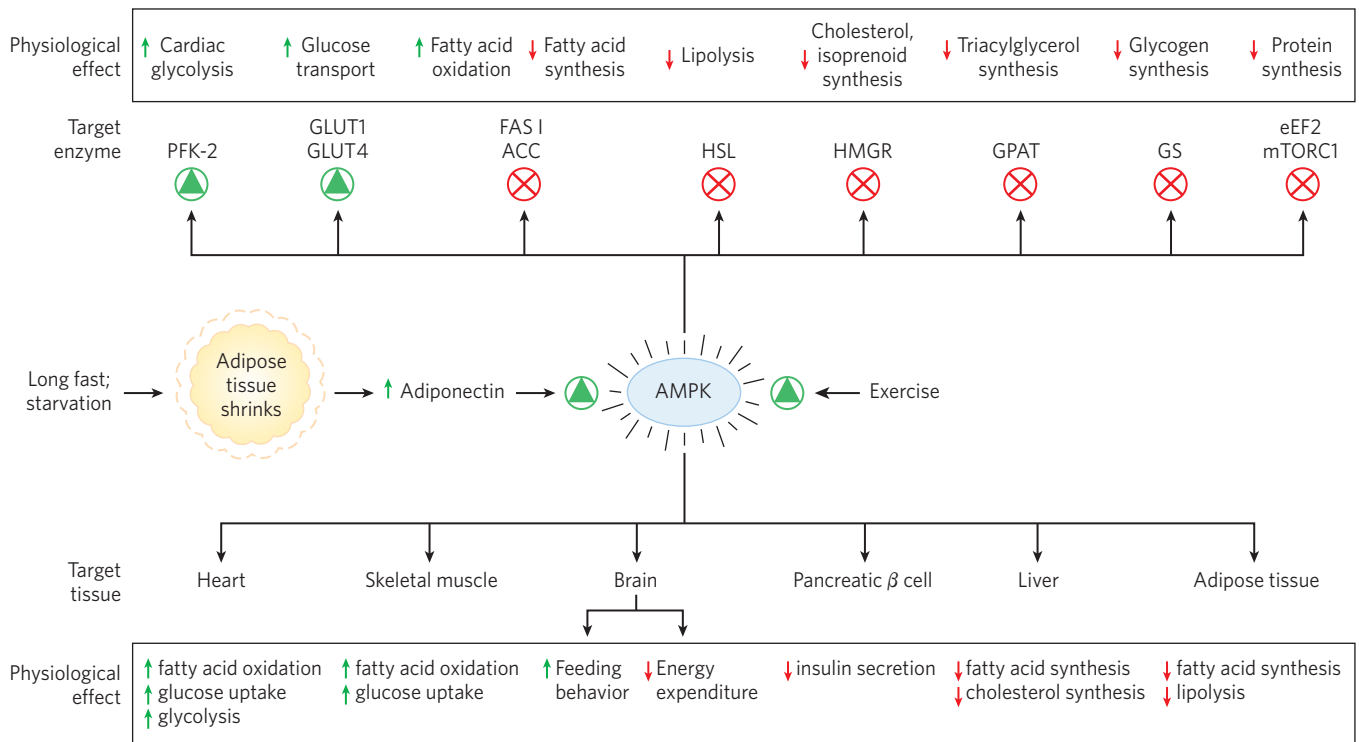 Physiological
effect
Cardiac
glycolysis
Glucose
transport
Fatty acid
oxidation
Fatty acid
synthesis
Lipolysis
Cholesterol,
isoprenoid
synthesis
Triacylglycerol
synthesis
Glycogen
synthesis
Protein
synthesis
Target
enzyme
PFK-2
GLUT1
GLUT4
FAS I
ACC
HSL
HMGR
GPAT
GS
eEF2
mTORC1
Long fast;
starvation
Adipose
tissue
shrinks
Adiponectin
AMPK
Exercise
Target
tissue
Heart
Skeletal muscle
Brain
Pancreatic β cell
Liver
Adipose tissue
Physiological
effect
fatty acid oxidation
glucose uptake
glycolysis
fatty acid oxidation
glucose uptake
Feeding
behavior
Energy
expenditure
insulin secretion
fatty acid synthesis
cholesterol synthesis
fatty acid synthesis
lipolysis